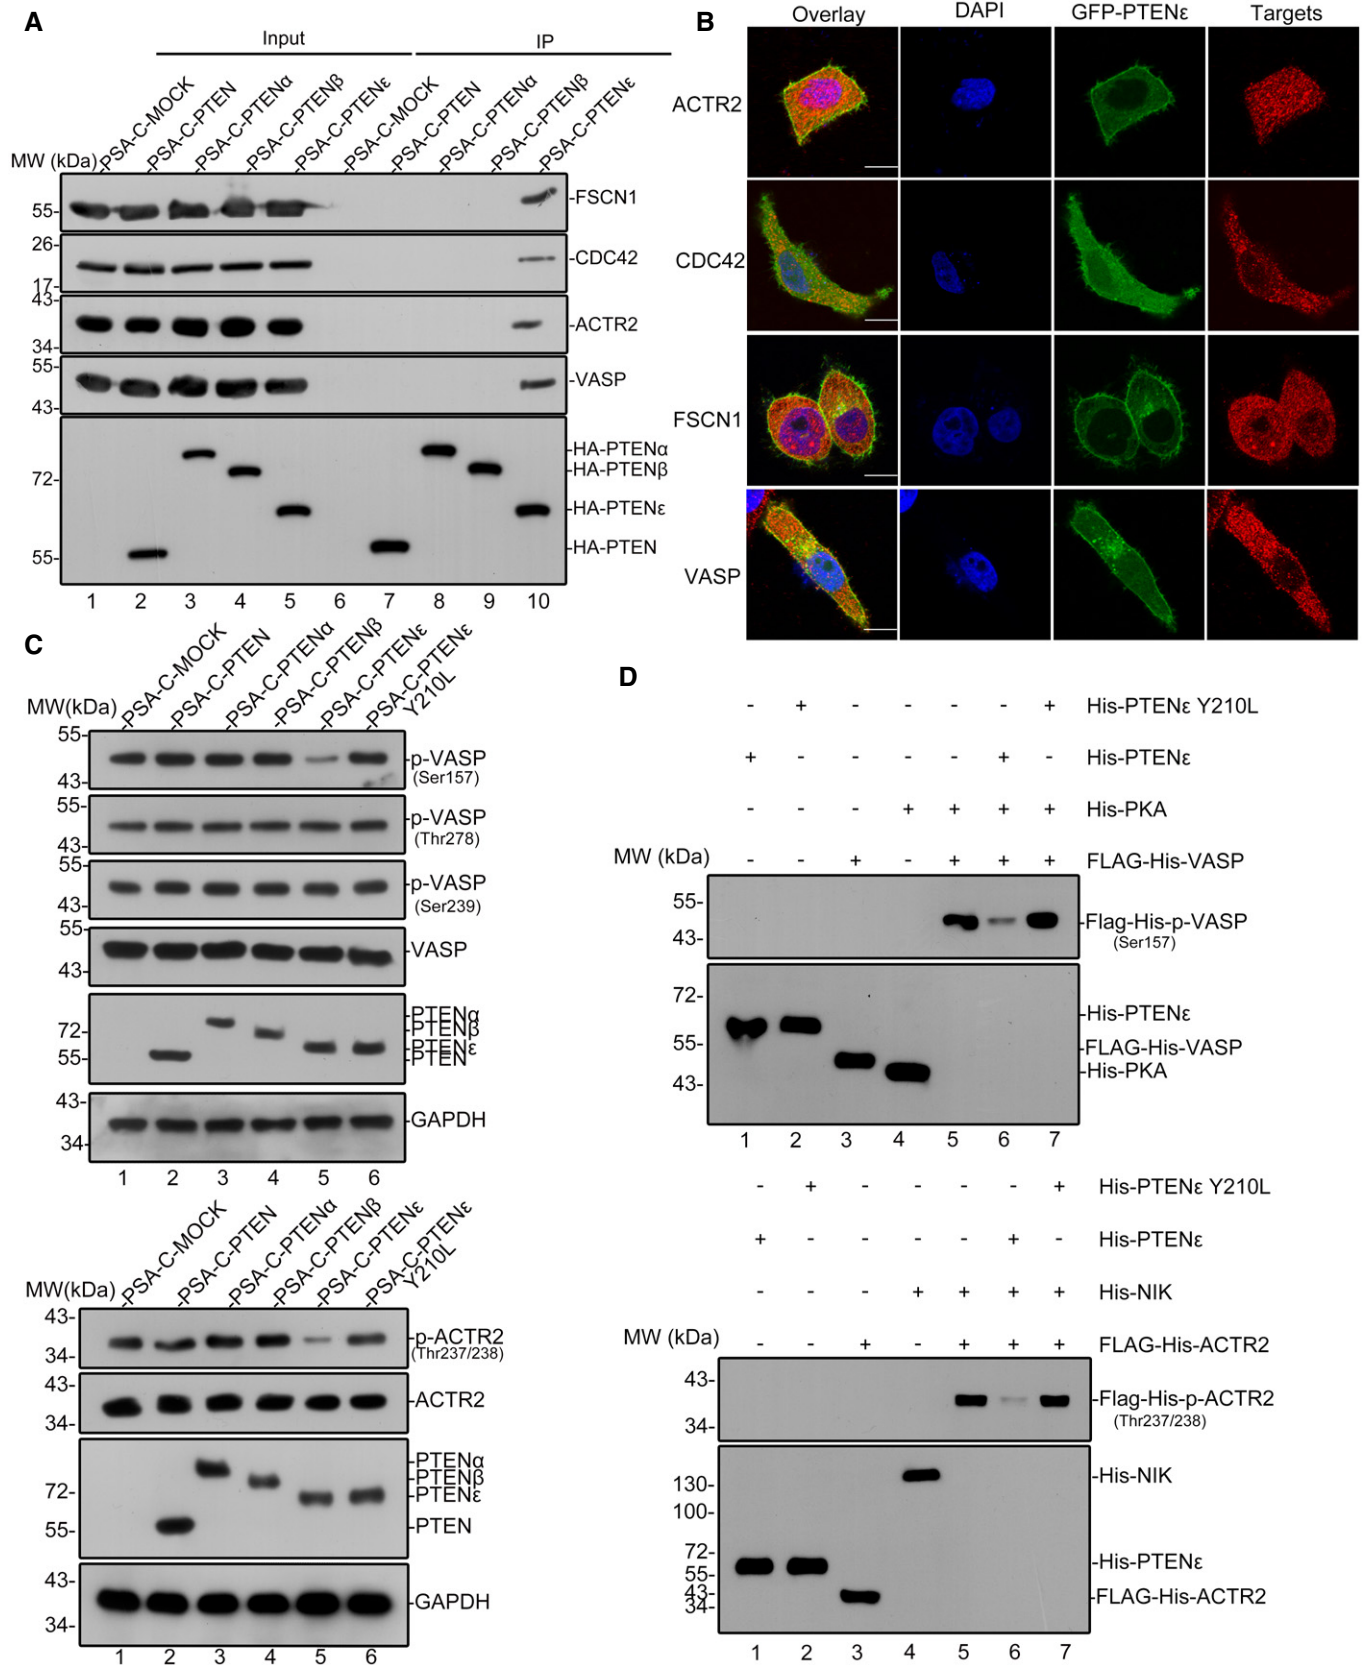 A
Input
IP
MW (kDa)
-PSA-C-MOCK
-PSA-C-PTEN
-PSA-C-PTENα
-PSA-C-PTENβ
-PSA-C-PTENε
-PSA-C-MOCK
-PSA-C-PTEN
-PSA-C-PTENα
-PSA-C-PTENβ
-PSA-C-PTENε
55-
-FSCN1
26-
17-
-CDC42
43-
34-
-ACTR2
55-
43-
-VASP
72-
55-
-HA-PTENα
-HA-PTENβ
-HA-PTENε
-HA-PTEN
1 2 3 4 5 6 7 8 9 10
B
Overlay DAPI GFP-PTENε Targets
ACTR2
CDC42
FSCN1
VASP
C
MW(kDa)
-PSA-C-MOCK
-PSA-C-PTEN
-PSA-C-PTENα
-PSA-C-PTENβ
-PSA-C-PTENε
-PSA-C-PTENε
Y210L
55-
43-
-p-VASP
(Ser157)
55-
43-
-p-VASP
(Thr278)
55-
43-
-p-VASP
(Ser239)
55-
43-
-VASP
72-
55-
-PTENα
-PTENβ
-PTENε
-PTEN
43-
34-
-GAPDH
1 2 3 4 5 6
MW(kDa)
-PSA-C-MOCK
-PSA-C-PTEN
-PSA-C-PTENα
-PSA-C-PTENβ
-PSA-C-PTENε
-PSA-C-PTENε
Y210L
43-
34-
-p-ACTR2
(Thr237/238)
43-
34-
-ACTR2
72-
55-
-PTENα
-PTENβ
-PTENε
-PTEN
43-
34-
-GAPDH
1 2 3 4 5 6
D
- + - - - - + His-PTENε Y210L
+ - - - - + - His-PTENε
- - - + + + + His-PKA
MW (kDa) - - + - + + + FLAG-His-VASP
55-
43-
-Flag-His-p-VASP
(Ser157)
72-
55-
43-
-His-PTENε
-FLAG-His-VASP
-His-PKA
1 2 3 4 5 6 7
- + - - - - + His-PTENε Y210L
+ - - - - + - His-PTENε
- - - + + + + His-NIK
MW (kDa) - - + - + + + FLAG-His-ACTR2
43-
34-
-Flag-His-p-ACTR2
(Thr237/238)
130-
100-
72-
55-
43-
34-
-His-NIK
-His-PTENε
-FLAG-His-ACTR2
1 2 3 4 5 6 7